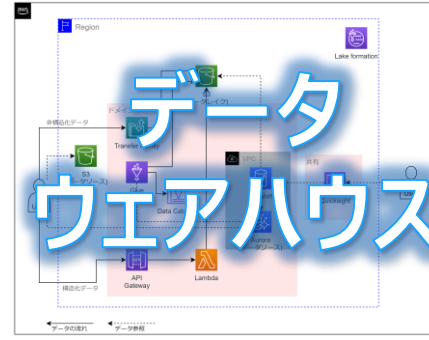 aws
Region
Lake formation
データ
非構造化データ
Transfer
S3
Glue
VPC
共有
Quicksight
Data
Aurora
ウェアハウス
API
Gateway
Lambda
構造化データ
データの流れ
データ参照